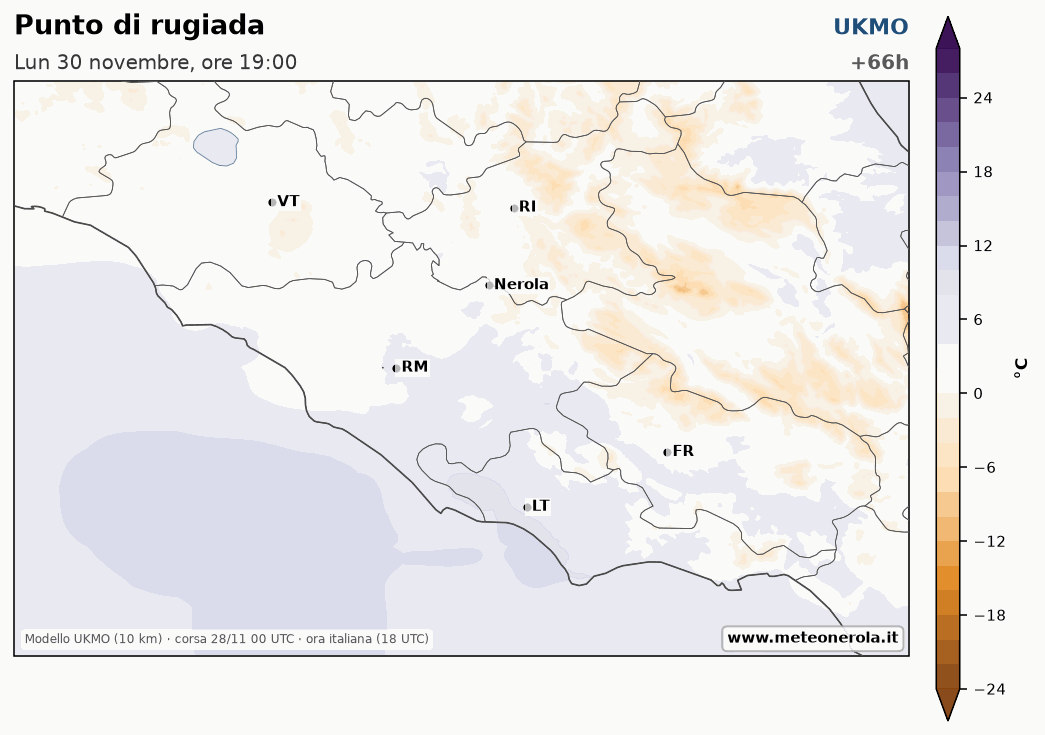 Punto di rugiada
UKMO
Lun 30 novembre, ore 19:00
+66h
VT
RI
Nerola
RM
FR
LT
Modello UKMO (10 km) · corsa 28/11 00 UTC · ora italiana (18 UTC)
www.meteonerola.it
24
18
12
6
0
−6
−12
−18
−24
°C